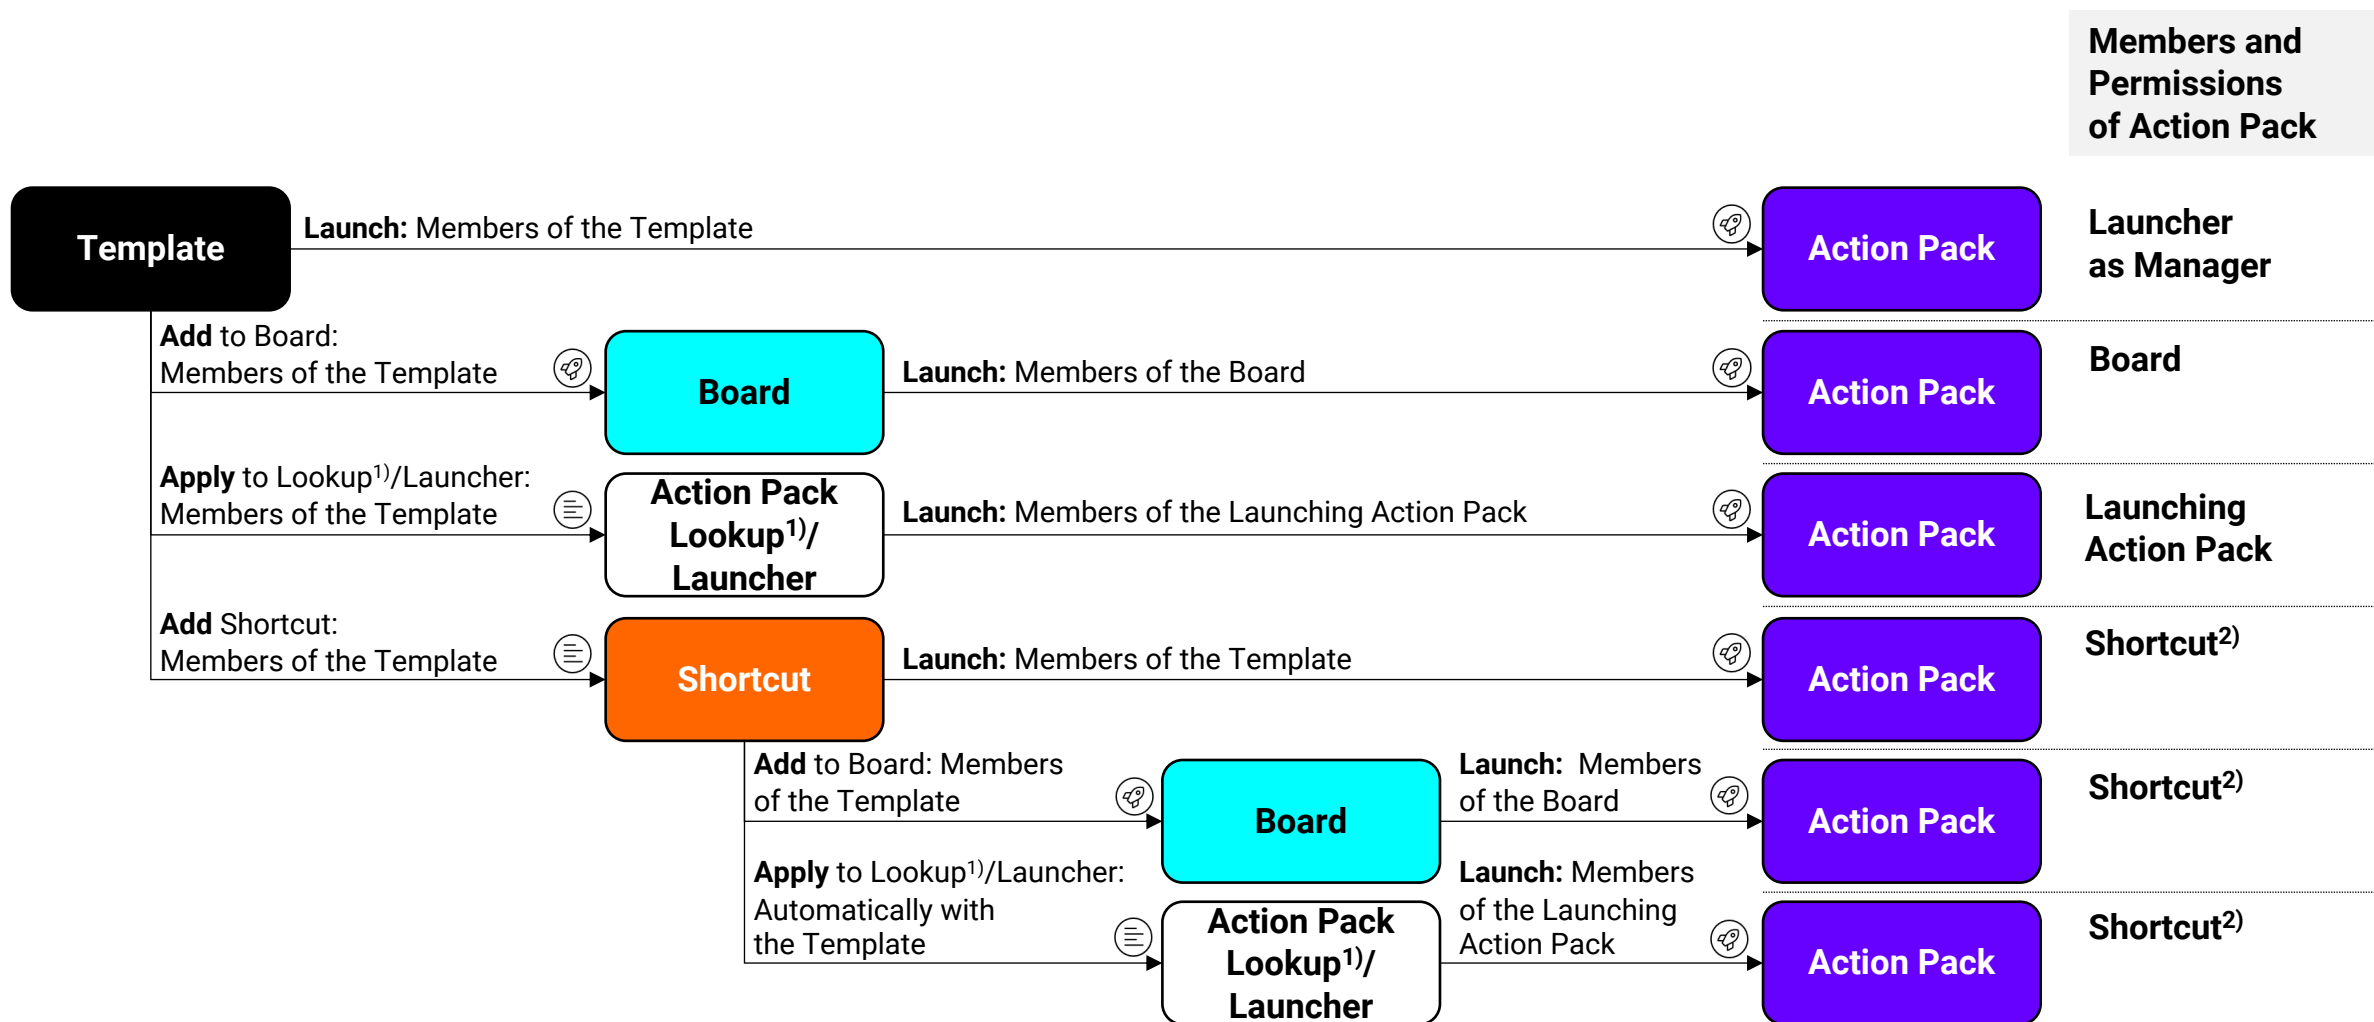 Members and
Permissions
of Action Pack
Template
Launch: Members of the Template
Action Pack
Launcher
as Manager
Add to Board:
Members of the Template
Board
Launch: Members of the Board
Action Pack
Board
Apply to Lookup1)/Launcher:
Members of the Template
Action Pack
Lookup1)/
Launcher
Launch: Members of the Launching Action Pack
Action Pack
Launching
Action Pack
Add Shortcut:
Members of the Template
Shortcut
Launch: Members of the Template
Action Pack
Shortcut2)
Add to Board: Members
of the Template
Board
Launch: Members
of the Board
Action Pack
Shortcut2)
Apply to Lookup1)/Launcher:
Automatically with
the Template
Action Pack
Lookup1)/
Launcher
Launch: Members
of the Launching
Action Pack
Action Pack
Shortcut2)